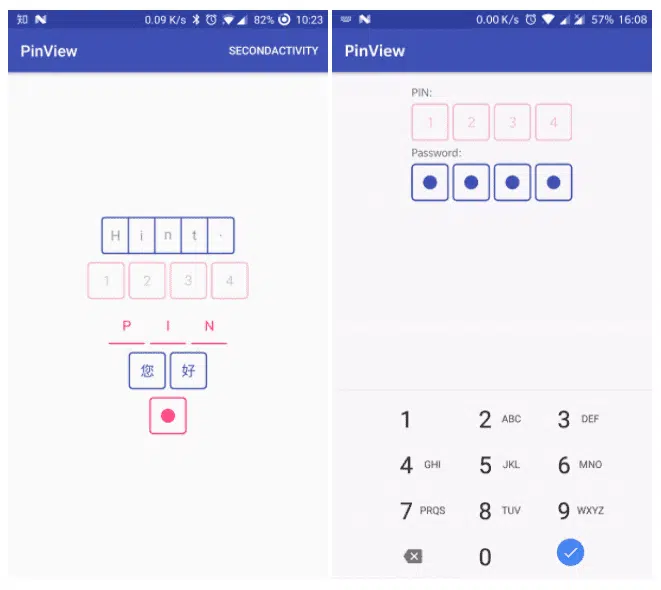 知 N 0.09 K/s 82% 10:23
PinView SECONDACTIVITY
H i n t .
1 2 3 4
P I N
您 好
N 0.00 K/s 57% 16:08
PinView
PIN:
1 2 3 4
Password:
1 2 ABC 3 DEF
4 GHI 5 JKL 6 MNO
7 PRQS 8 TUV 9 WXYZ
0